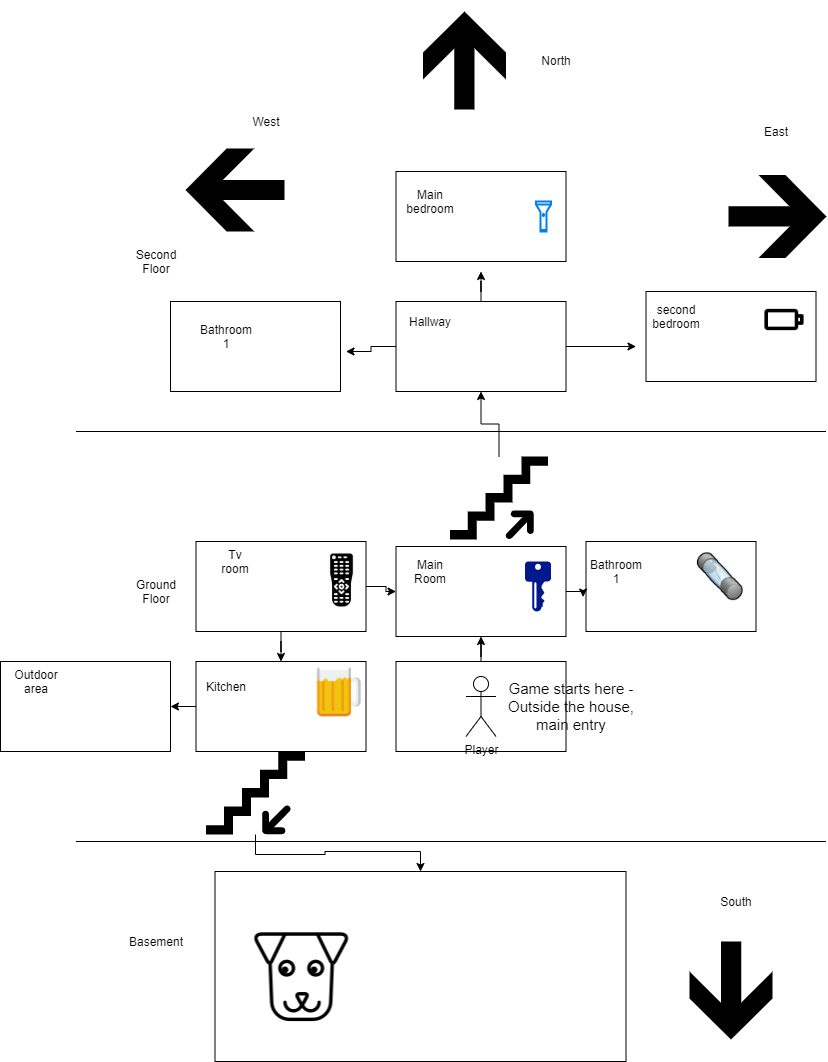 North
West
East
Main
bedroom
Second
Floor
Bathroom
1
Hallway
second
bedroom
Tv
room
Main
Room
Bathroom
1
Ground
Floor
Outdoor
area
Kitchen
Game starts here -
Outside the house,
main entry
Player
South
Basement